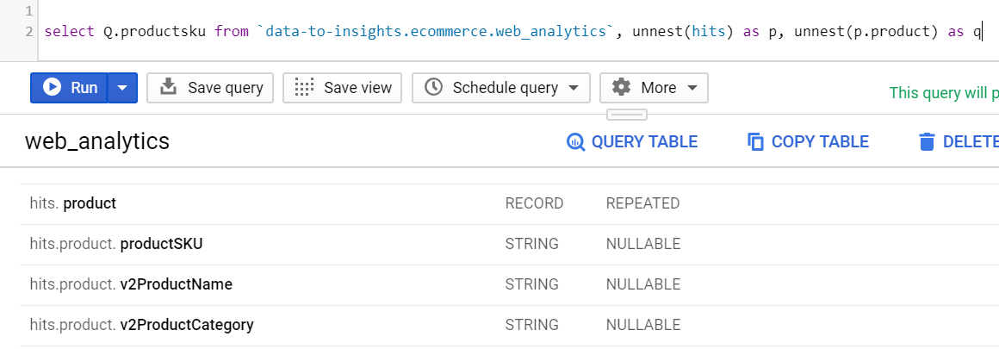 1
2 select Q.productsku from `data-to-insights.ecommerce.web_analytics`, unnest(hits) as p, unnest(p.product) as q
Run Save query Save view Schedule query More This query will p
web_analytics QUERY TABLE COPY TABLE DELETE
hits. product RECORD REPEATED
hits.product. productSKU STRING NULLABLE
hits.product. v2ProductName STRING NULLABLE
hits.product. v2ProductCategory STRING NULLABLE